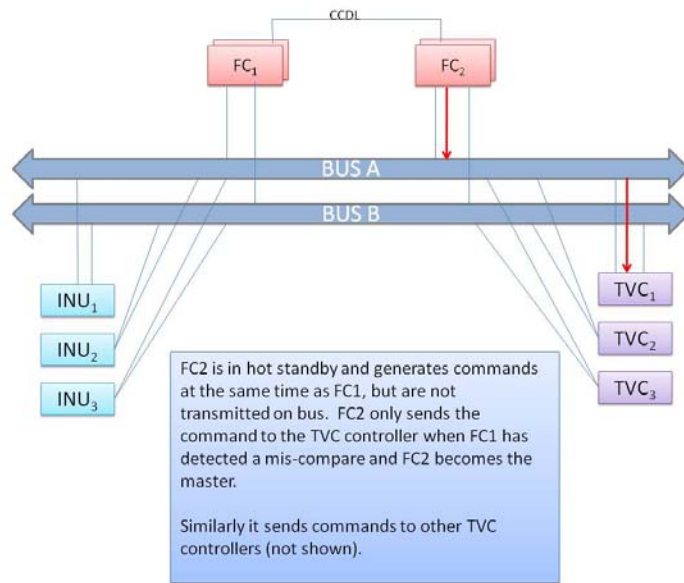 CCDL
FC1
FC2
BUS A
BUS B
INU1
TVC1
INU2
TVC2
INU3
TVC3
FC2 is in hot standby and generates commands
at the same time as FC1, but are not
transmitted on bus. FC2 only sends the
command to the TVC controller when FC1 has
detected a mis-compare and FC2 becomes the
master.
Similarly it sends commands to other TVC
controllers (not shown).